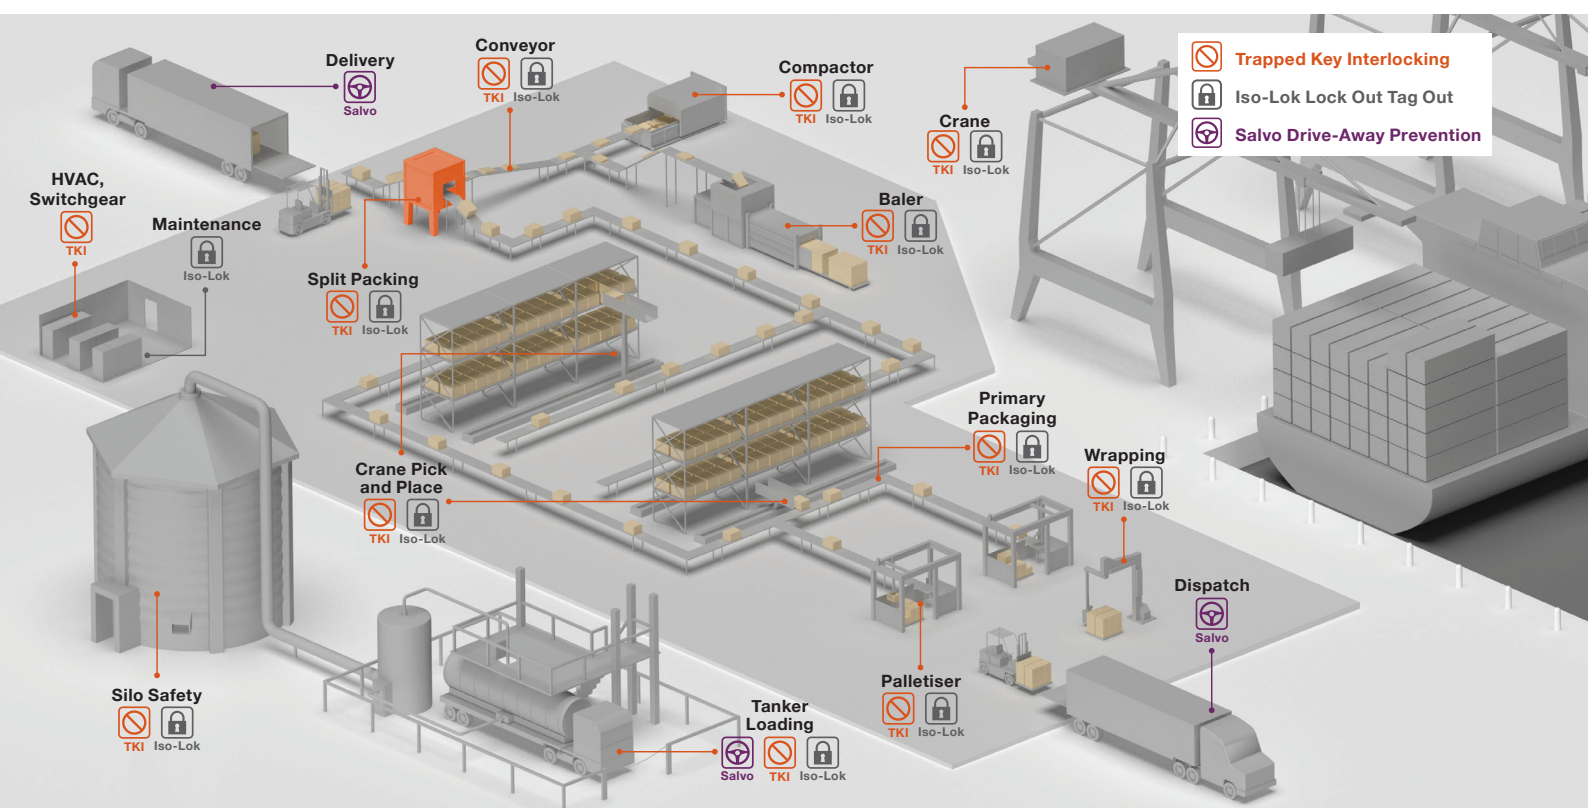 Delivery
Salvo
Conveyor
TKI Iso-Lok
Compactor
TKI Iso-Lok
Crane
TKI Iso-Lok
Trapped Key Interlocking
Iso-Lok Lock Out Tag Out
Salvo Drive-Away Prevention
HVAC,
Switchgear
TKI
Maintenance
Iso-Lok
Split Packing
TKI Iso-Lok
Baler
TKI Iso-Lok
Crane Pick
and Place
TKI Iso-Lok
Primary
Packaging
TKI Iso-Lok
Wrapping
TKI Iso-Lok
Dispatch
Salvo
Silo Safety
TKI Iso-Lok
Tanker
Loading
Salvo TKI Iso-Lok
Palletiser
TKI Iso-Lok